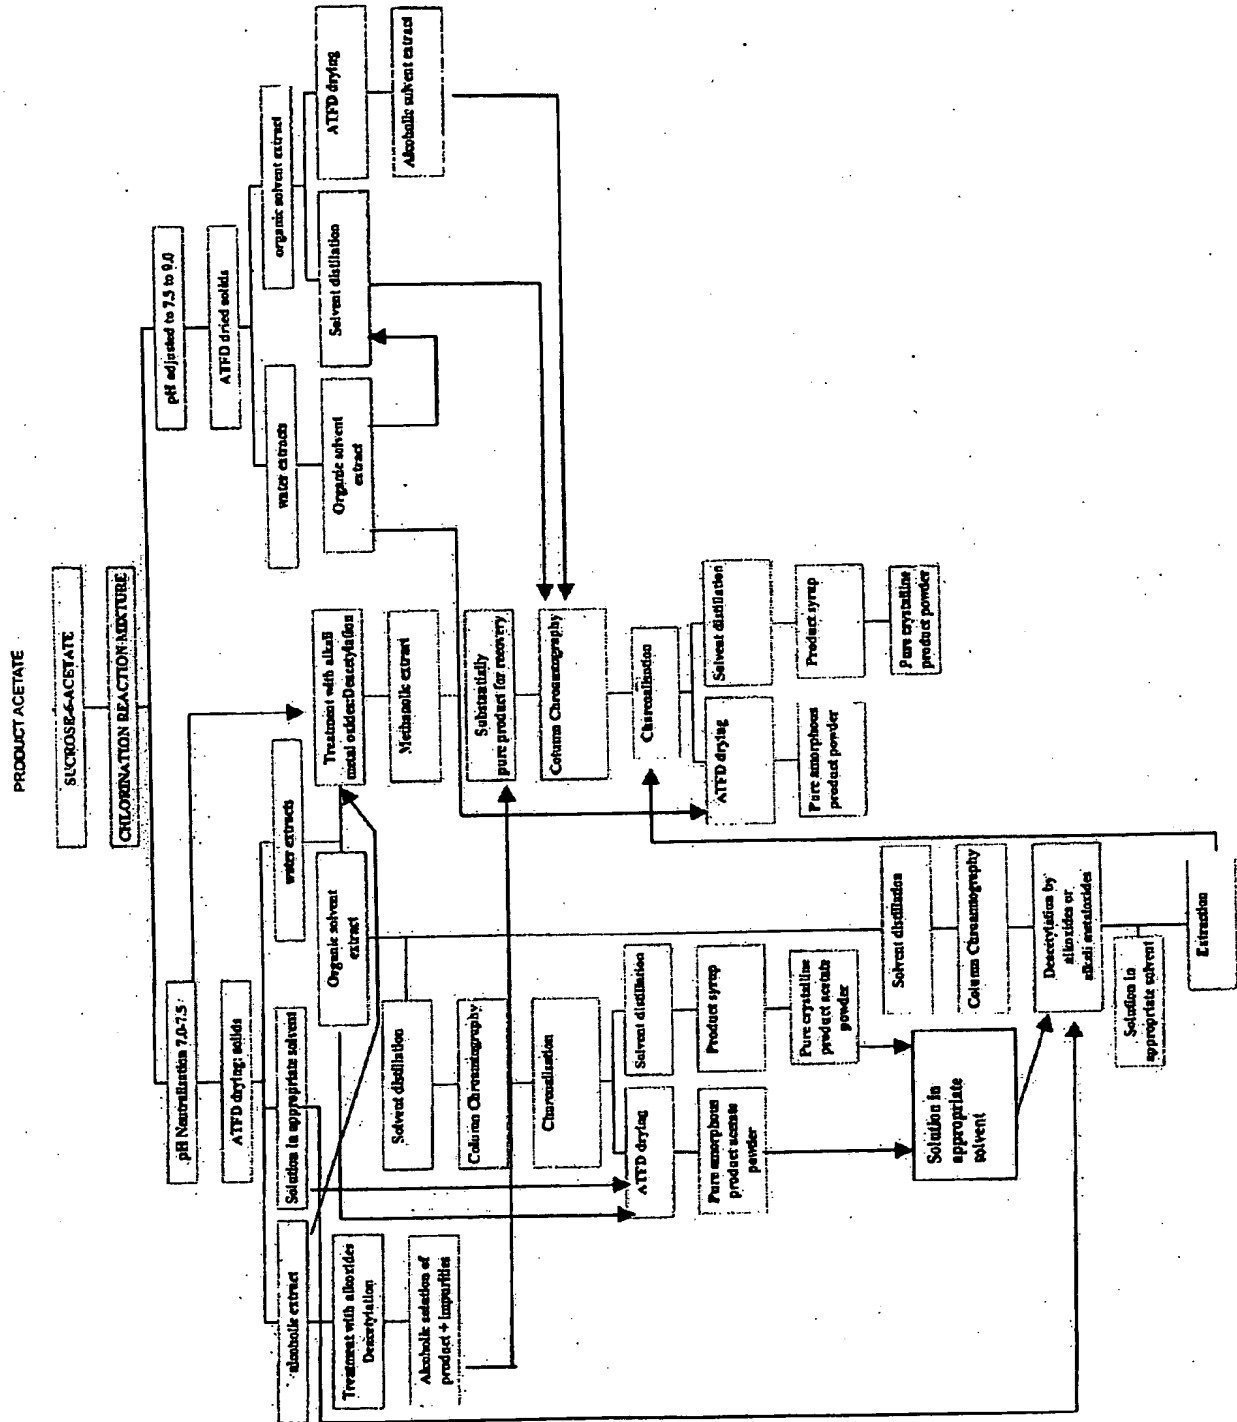 PRODUCT ACETATE
SUCROSE-6-ACETATE
CHLORINATION REACTION MIXTURE
pH Neutralization 7.0-7.5
pH adjusted to 7.5 to 9.0
ATFD drying: solids
ATFD dried solids
alcoholic extract
Solution in appropriate solvent
water extracts
water extracts
organic solvent extract
Treatment with alkoxides
Deacetylation
Organic solvent
extract
Treatment with alkali
metal oxides:Deacetylation
Organic solvent
extract
Solvent distilation
ATFD drying
Alcoholic solution of
product + impurities
Solvent distillation
Methanolic extract
Alcoholic solvent extract
Column Chromatography
Substantially
pure product for recovery
Charcoalisation
Column Chromatography
ATFD drying
Solvent distillation
Charcoalisation
Pure amorphous
product acetate
powder
Product syrup
ATFD drying
Solvent distillation
Pure crystalline
product acetate
powder
Pure amorphous
product powder
Product syrup
Pure crystalline
product powder
Solution in
appropriate
solvent
Solvent distillation
Column Chromatography
Deacetylation by
alkoxides or
alkali metaloxides
Solution in
appropriate solvent
Extraction